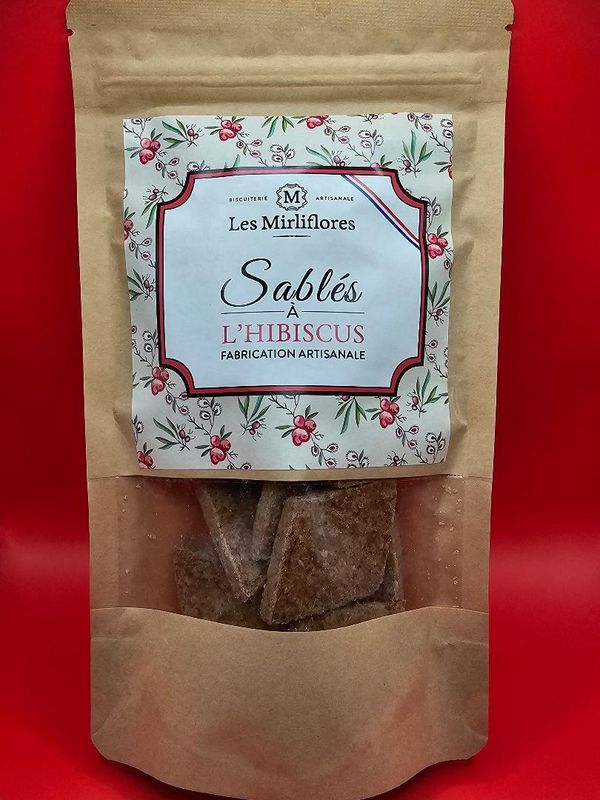 BISCUITERIE M ARTISANALE
Les Mirliflores
Sablés
À
L'HIBISCUS
FABRICATION ARTISANALE